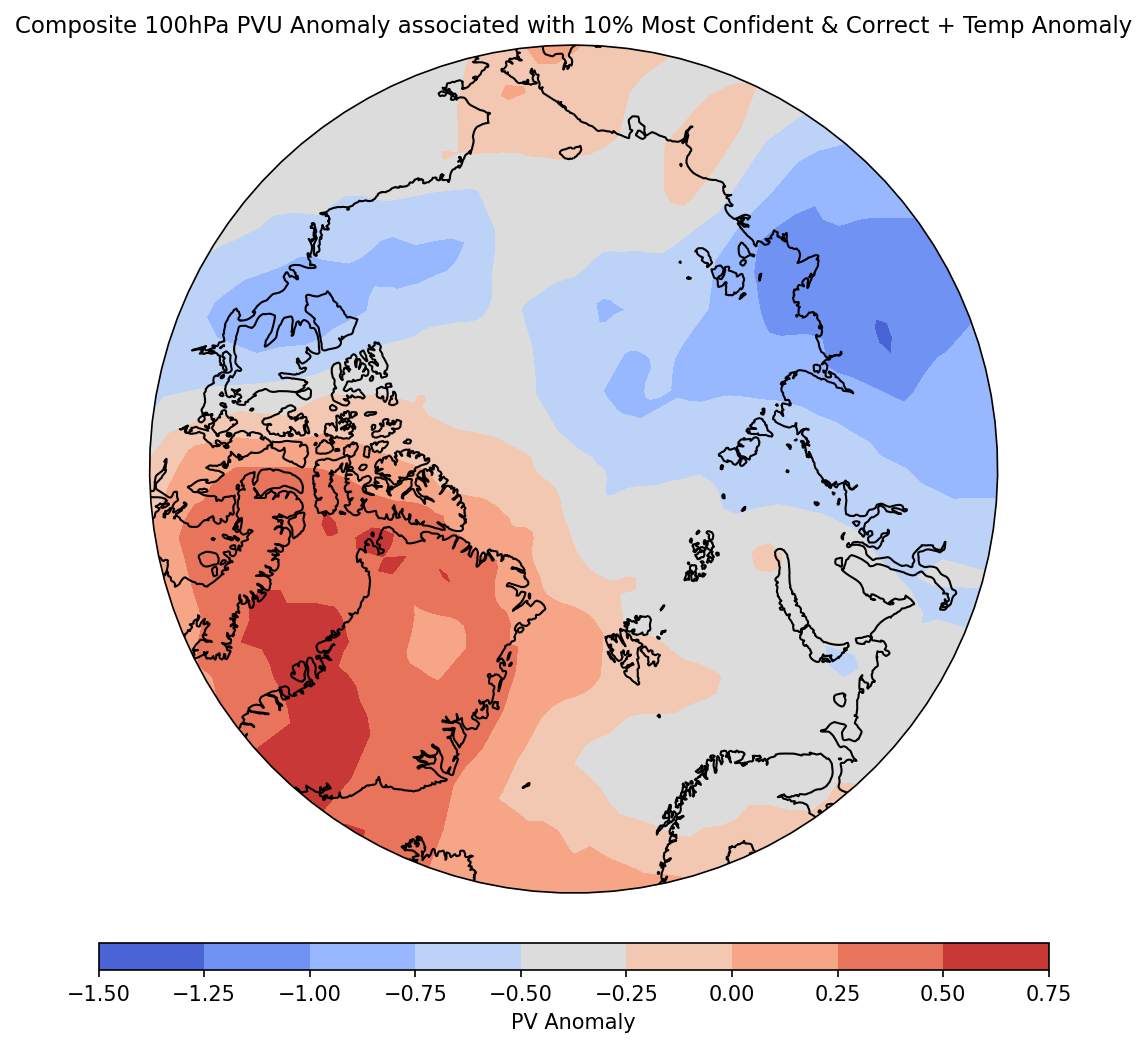 Composite 100hPa PVU Anomaly associated with 10% Most Confident & Correct + Temp Anomaly
−1.50 −1.25 −1.00 −0.75 −0.50 −0.25 0.00 0.25 0.50 0.75
PV Anomaly